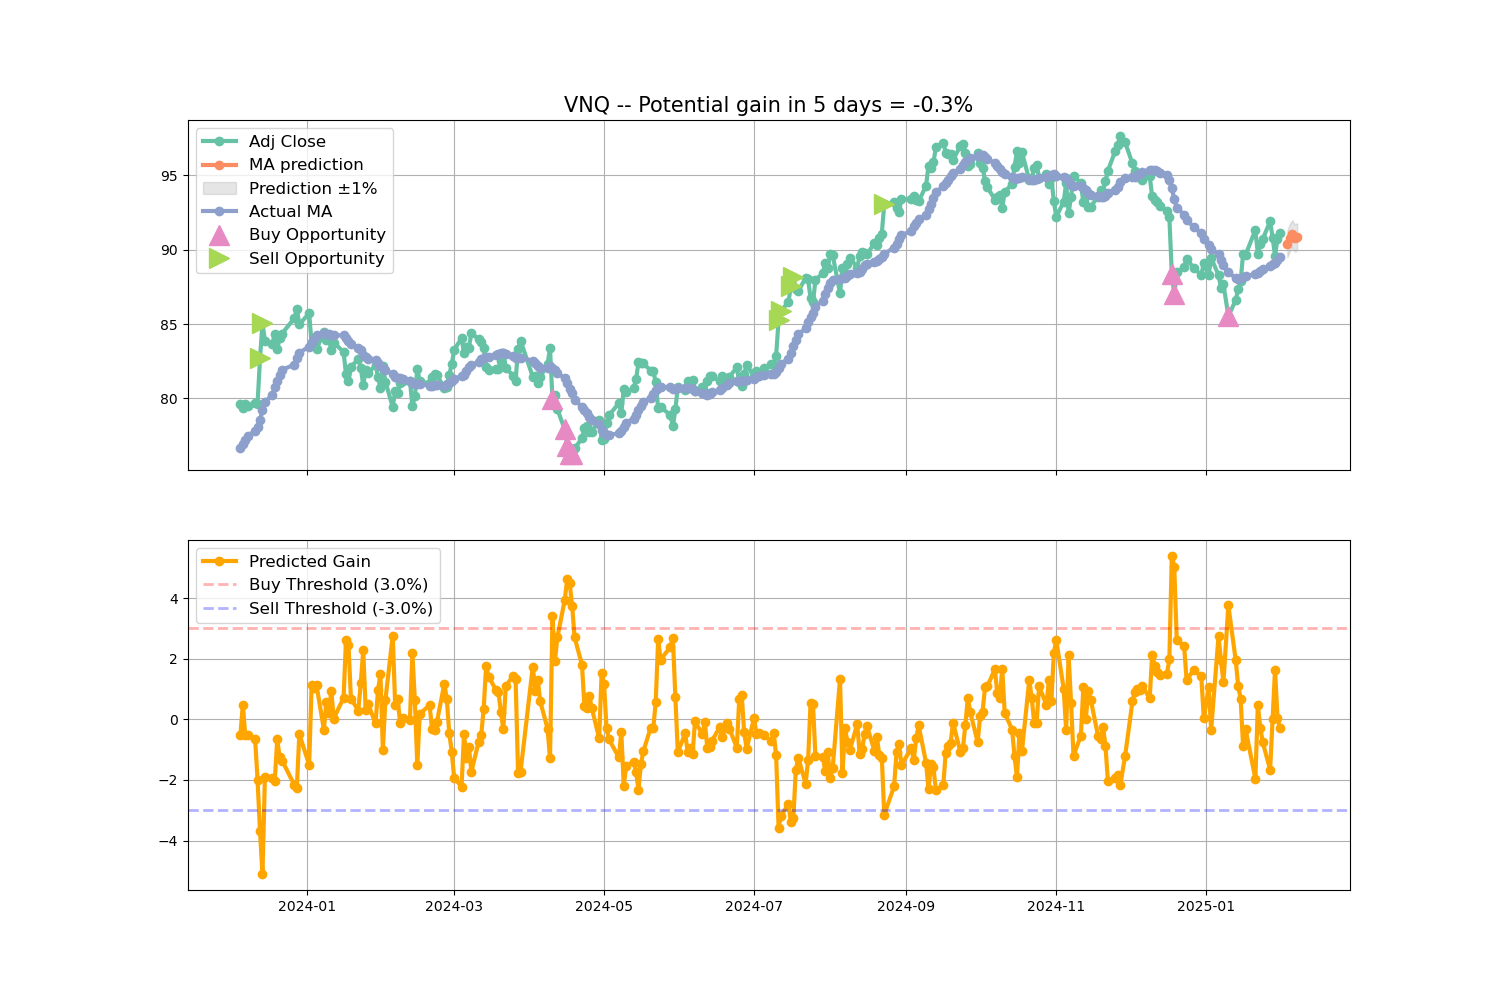 VNQ -- Potential gain in 5 days = -0.3%
Adj Close
MA prediction
Prediction ±1%
Actual MA
Buy Opportunity
Sell Opportunity
95
90
85
80
Predicted Gain
Buy Threshold (3.0%)
Sell Threshold (-3.0%)
4
2
0
−2
−4
2024-01 2024-03 2024-05 2024-07 2024-09 2024-11 2025-01